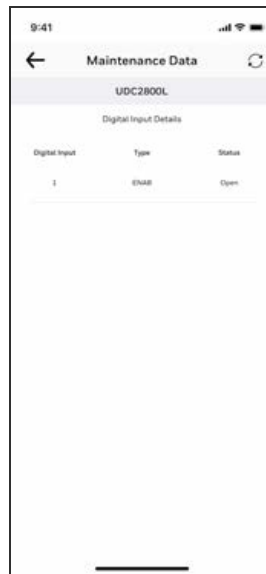 9:41
Maintenance Data
UDC2800L
Digital Input Details
Digital Input Type Status
1 ENAB Open